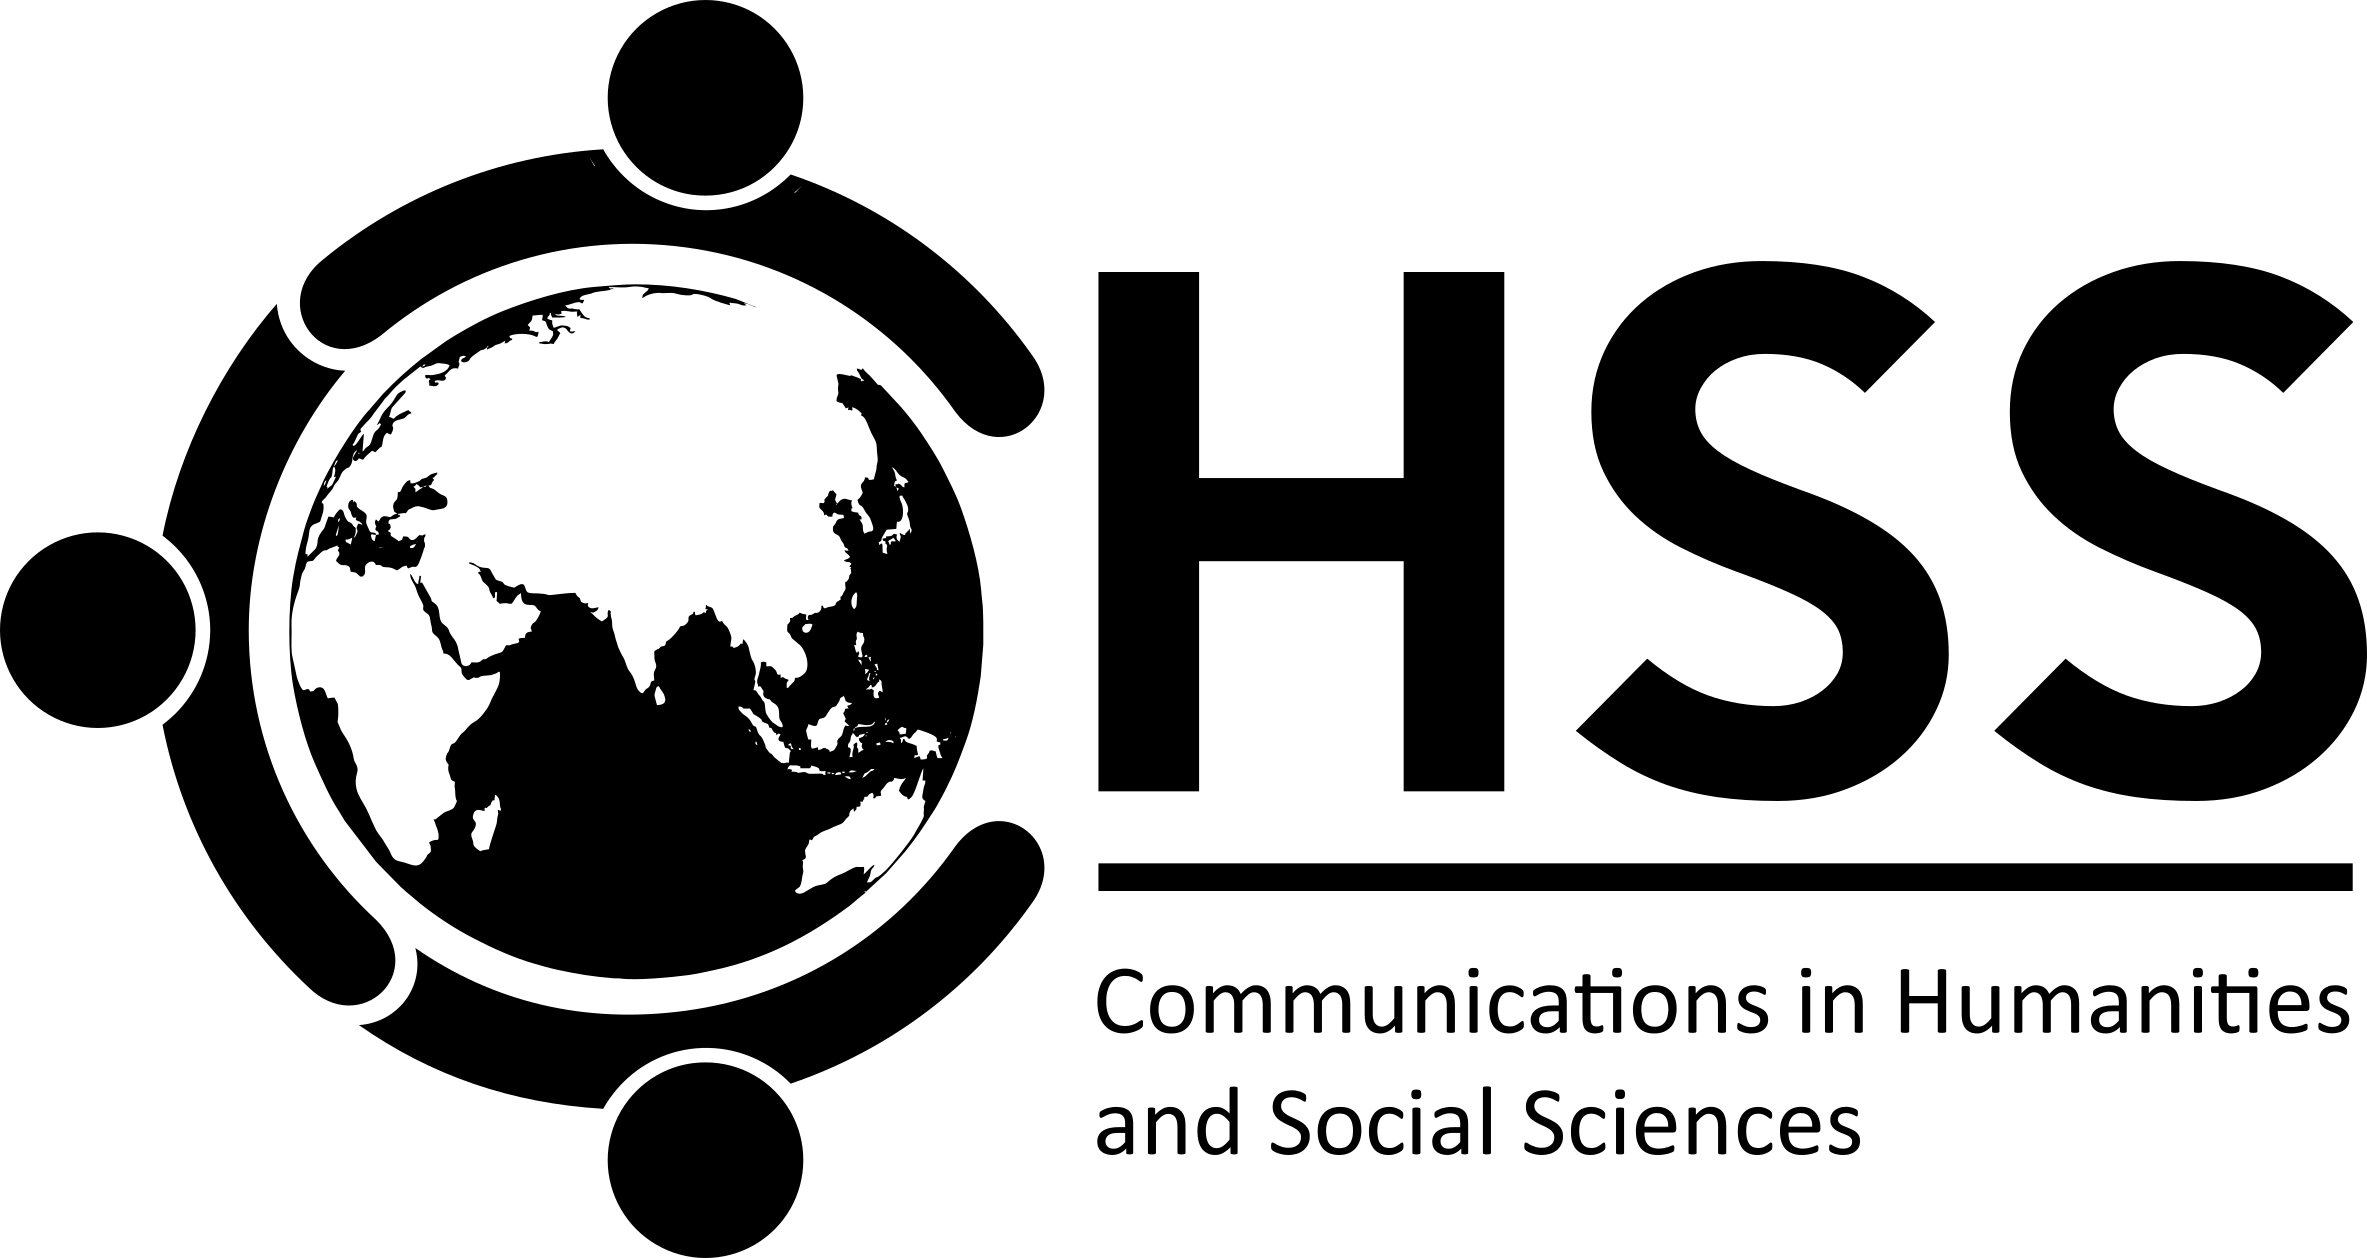 HSS
Communications in Humanities
and Social Sciences